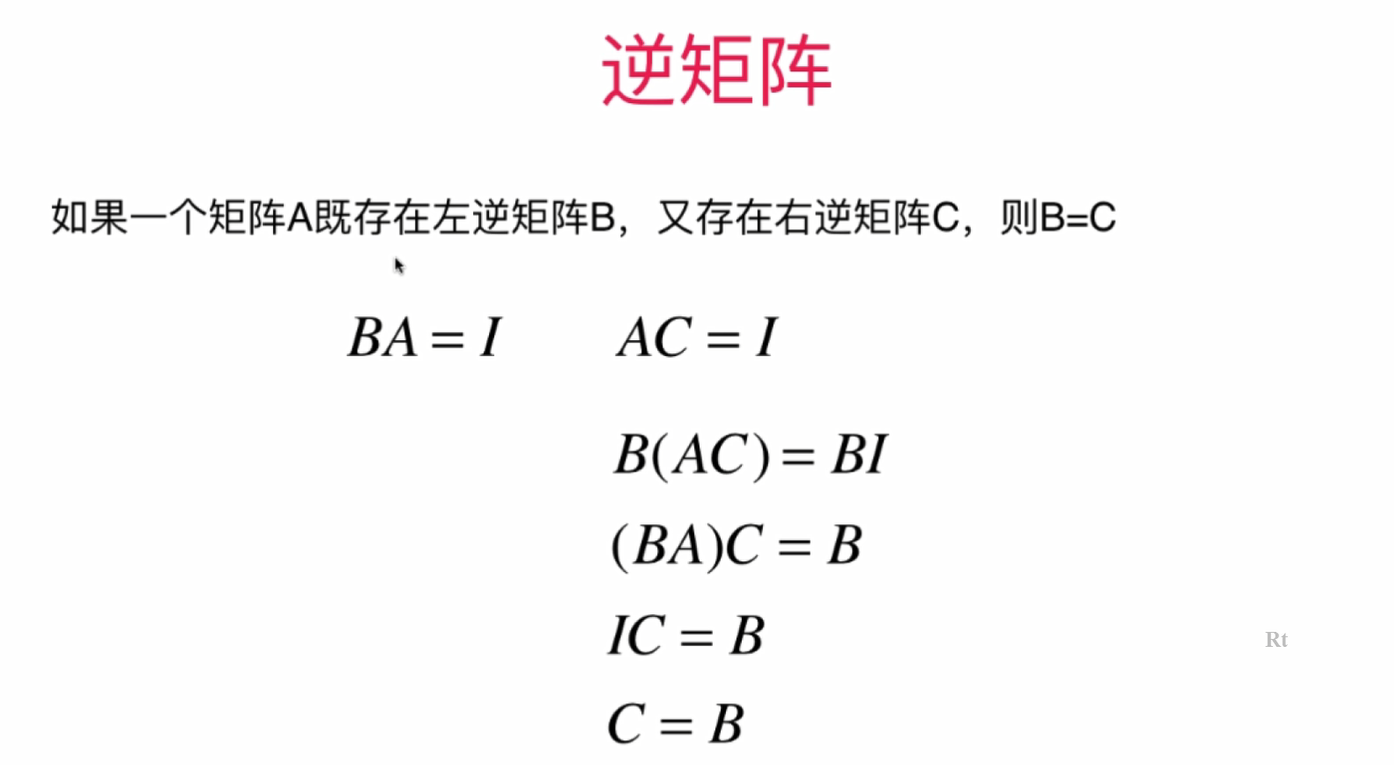 逆矩阵
如果一个矩阵A既存在左逆矩阵B，又存在右逆矩阵C，则B=C
BA = I AC = I
B(AC) = BI
(BA)C = B
IC = B
Rt
C = B